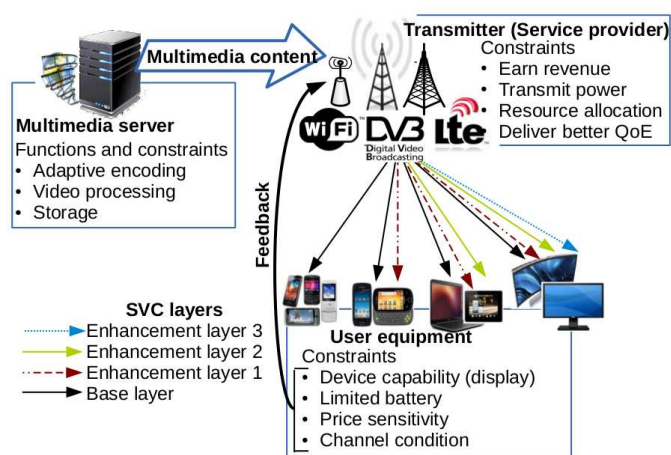 Multimedia content
Transmitter (Service provider)
Constraints
• Earn revenue
• Transmit power
• Resource allocation
• Deliver better QoE
Multimedia server
Functions and constraints
• Adaptive encoding
• Video processing
• Storage
WiFi
DVB
Digital Video
Broadcasting
Lte
Feedback
SVC layers
Enhancement layer 3
Enhancement layer 2
Enhancement layer 1
Base layer
User equipment
Constraints
• Device capability (display)
• Limited battery
• Price sensitivity
• Channel condition